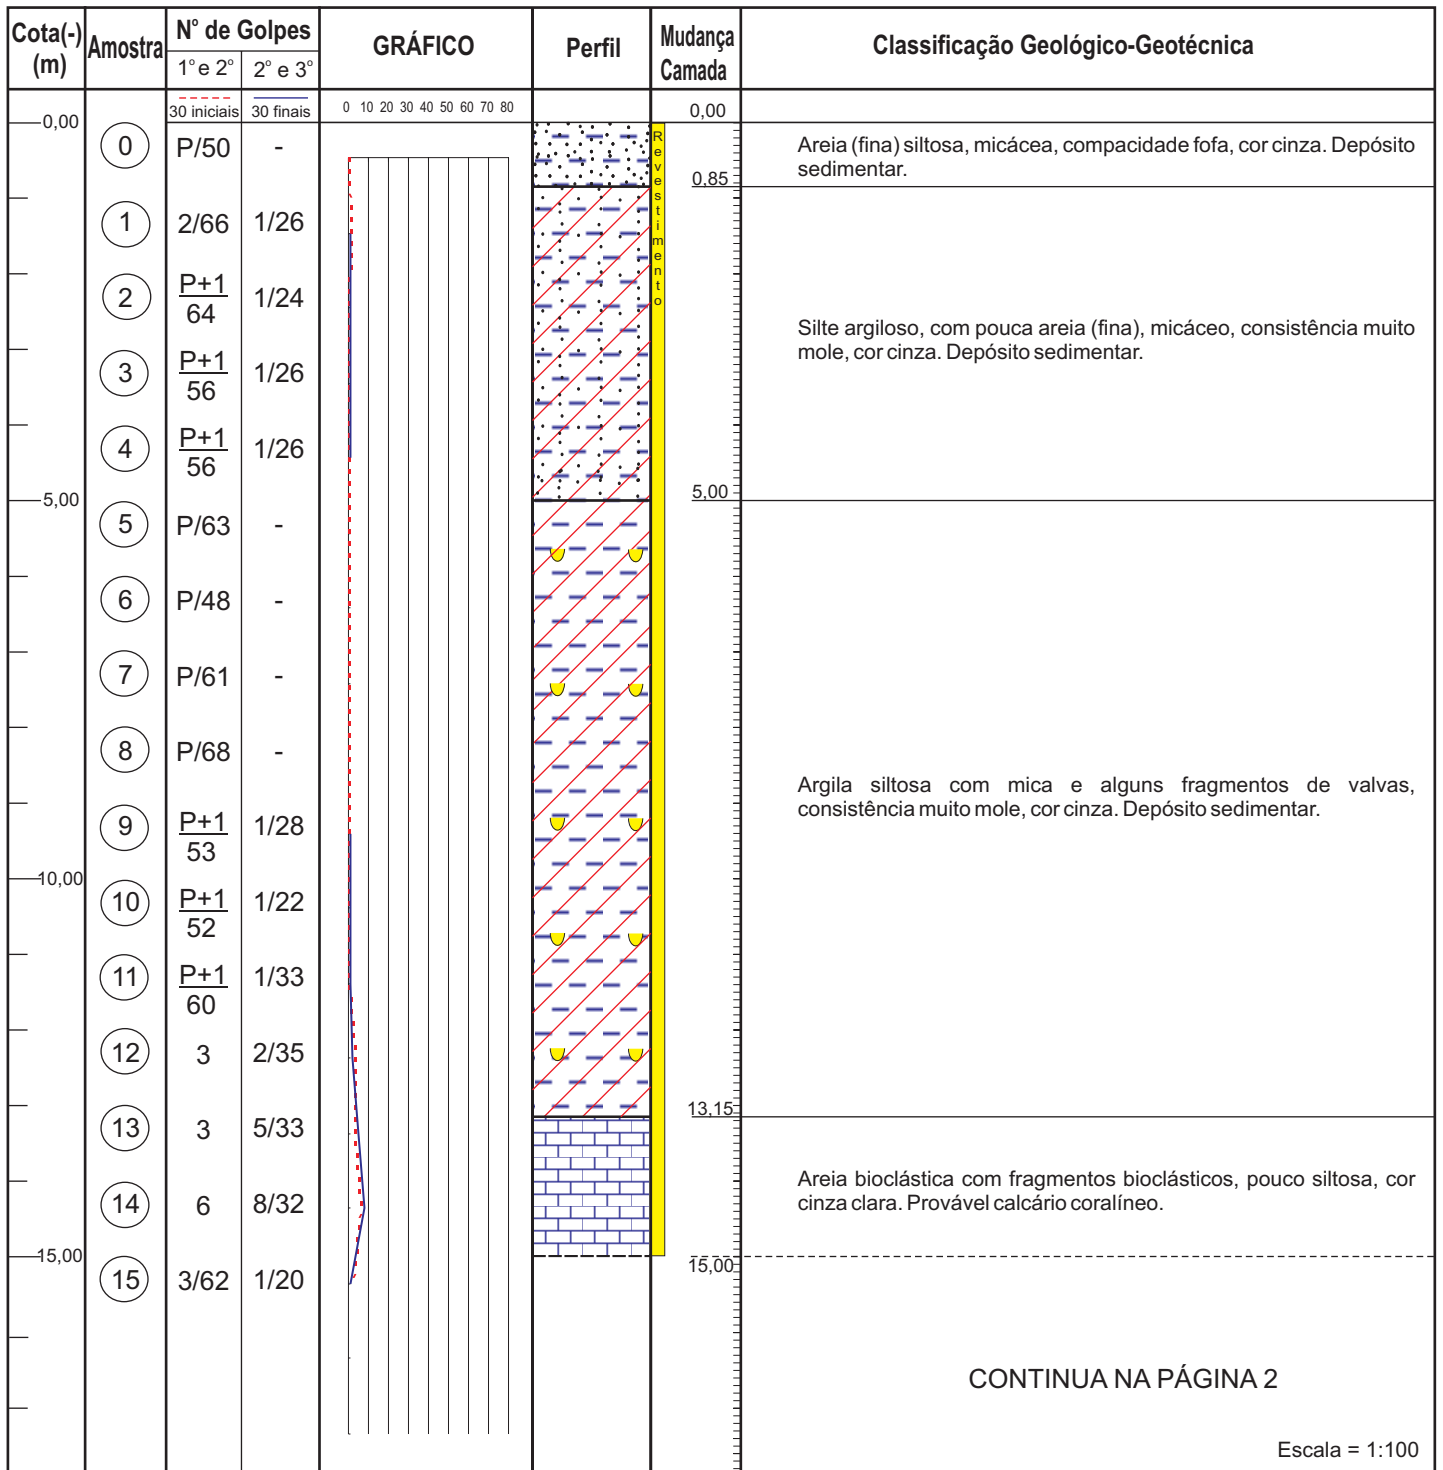 Cota(-) (m)
Amostra
N° de Golpes
1° e 2°
2° e 3°
GRÁFICO
Perfil
Mudança Camada
Classificação Geológico-Geotécnica
30 iniciais
30 finais
0 10 20 30 40 50 60 70 80
0,00
0,00
Revestimento
0 P/50 -
Areia (fina) siltosa, micácea, compacidade fofa, cor cinza. Depósito
sedimentar.
0,85
1 2/66 1/26
2 P+1/64 1/24
Silte argiloso, com pouca areia (fina), micáceo, consistência muito
mole, cor cinza. Depósito sedimentar.
3 P+1/56 1/26
4 P+1/56 1/26
5,00
5,00
5 P/63 -
6 P/48 -
7 P/61 -
8 P/68 -
Argila siltosa com mica e alguns fragmentos de valvas,
consistência muito mole, cor cinza. Depósito sedimentar.
9 P+1/53 1/28
10,00
10 P+1/52 1/22
11 P+1/60 1/33
12 3 2/35
13,15
13 3 5/33
Areia bioclástica com fragmentos bioclásticos, pouco siltosa, cor
cinza clara. Provável calcário coralíneo.
14 6 8/32
15,00
15,00
15 3/62 1/20
CONTINUA NA PÁGINA 2
Escala = 1:100